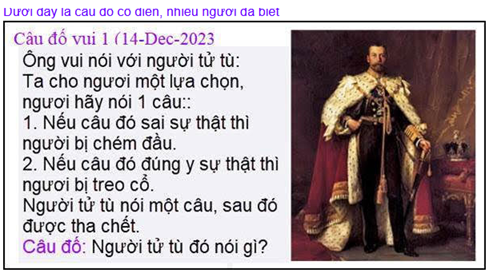 Dưới đây là câu đố cổ điển, nhiều người đã biết
Câu đố vui 1 (14-Dec-2023
Ông vui nói với người tử tù:
Ta cho ngươi một lựa chọn,
ngươi hãy nói 1 câu::
1. Nếu câu đó sai sự thật thì
người bị chém đầu.
2. Nếu câu đó đúng y sự thật thì
ngươi bị treo cổ.
Người tử tù nói một câu, sau đó
được tha chết.
Câu đố: Người tử tù đó nói gì?